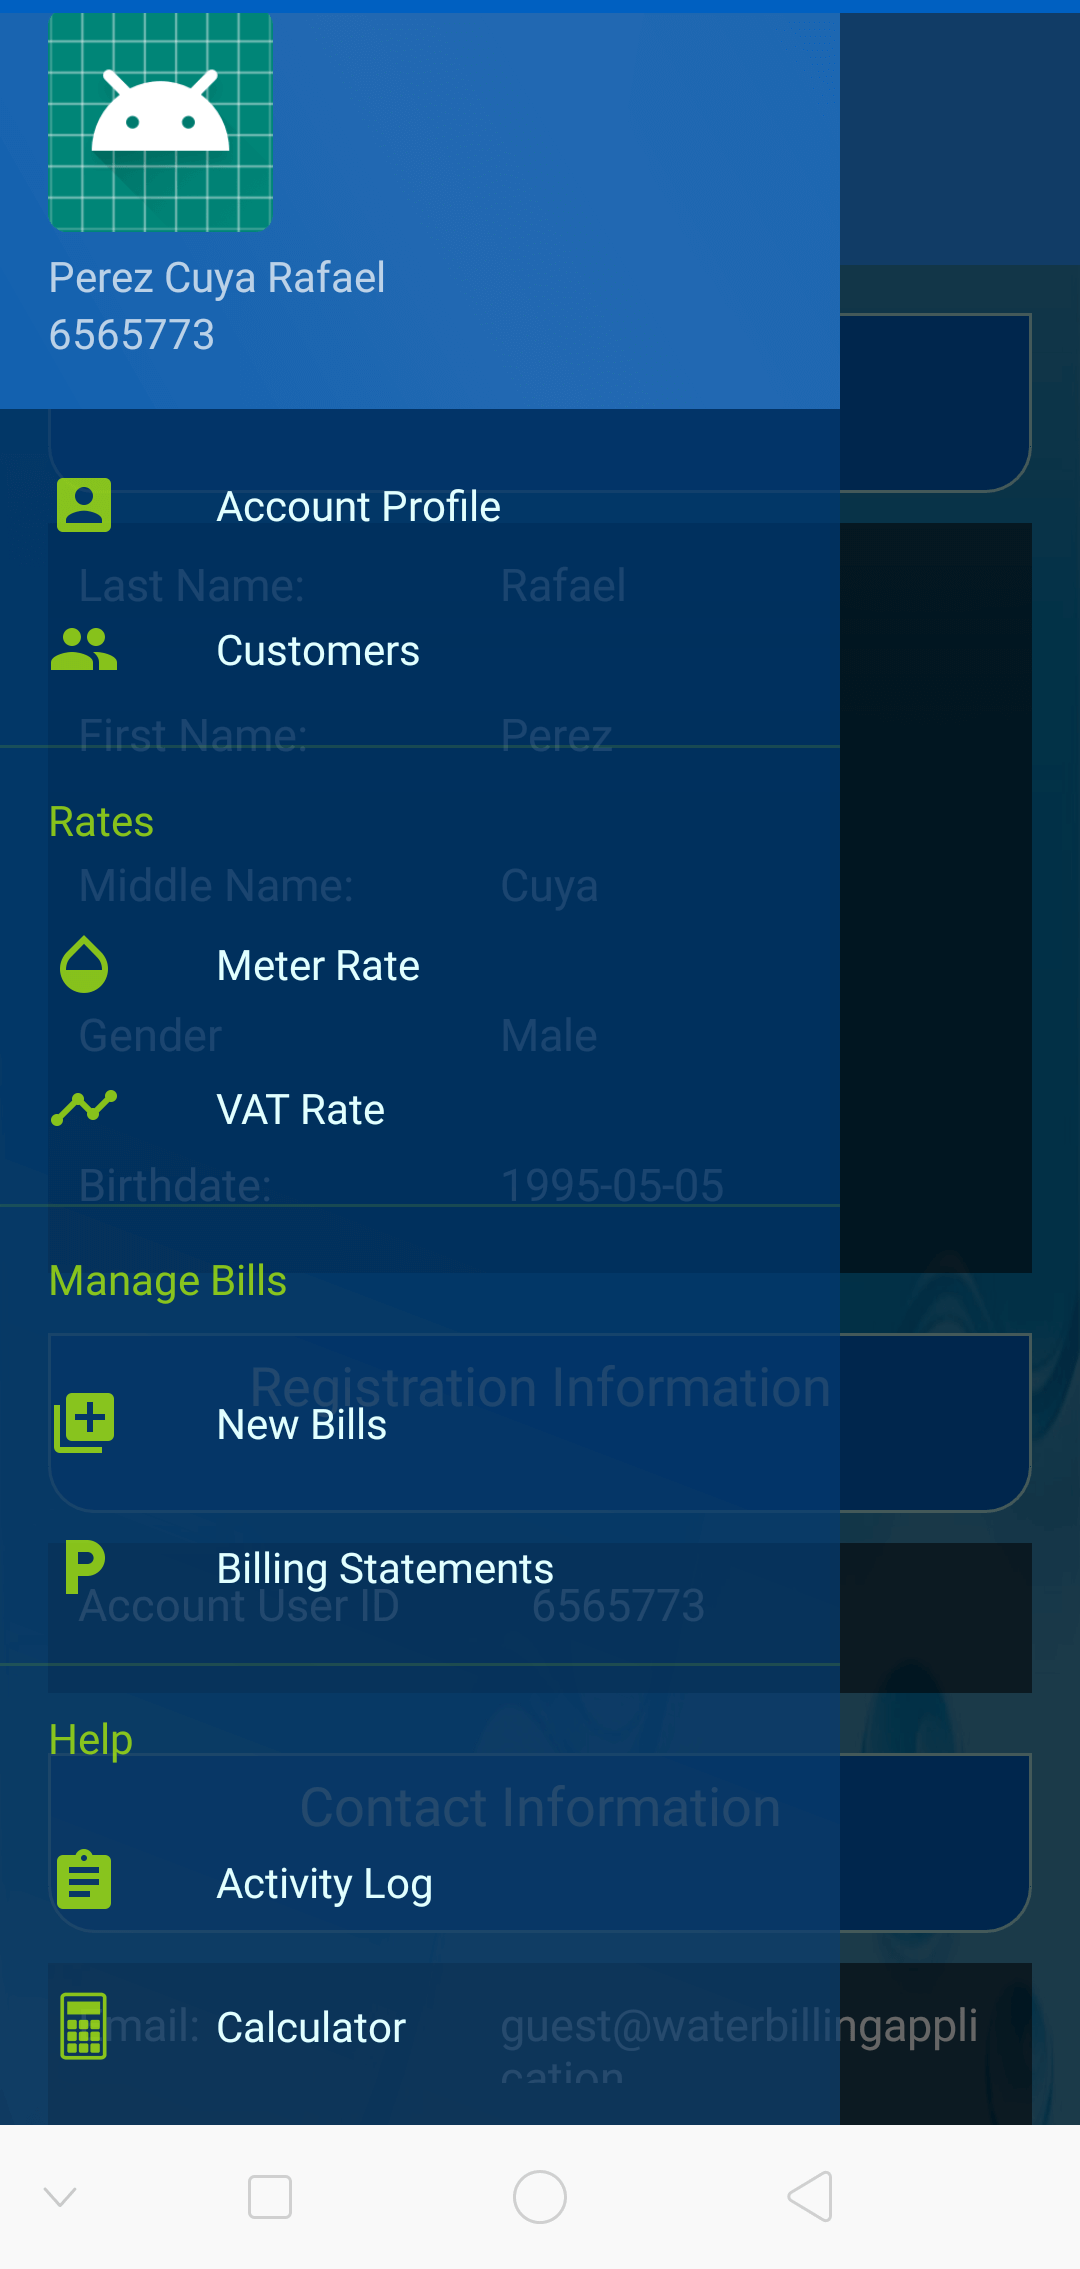 Perez Cuya Rafael
6565773
Account Profile
Last Name: Rafael
Customers
First Name: Perez
Rates
Middle Name: Cuya
Meter Rate
Gender Male
VAT Rate
Birthdate: 1995-05-05
Manage Bills
Registration Information
New Bills
Billing Statements
Account User ID 6565773
Help
Contact Information
Activity Log
Calculator
mail: guest@waterbillingappli
cation